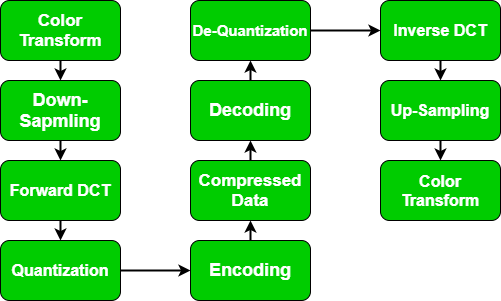 Color
Transform
Down-
Sapmling
Forward DCT
Quantization
Encoding
Compressed
Data
Decoding
De-Quantization
Inverse DCT
Up-Sampling
Color
Transform